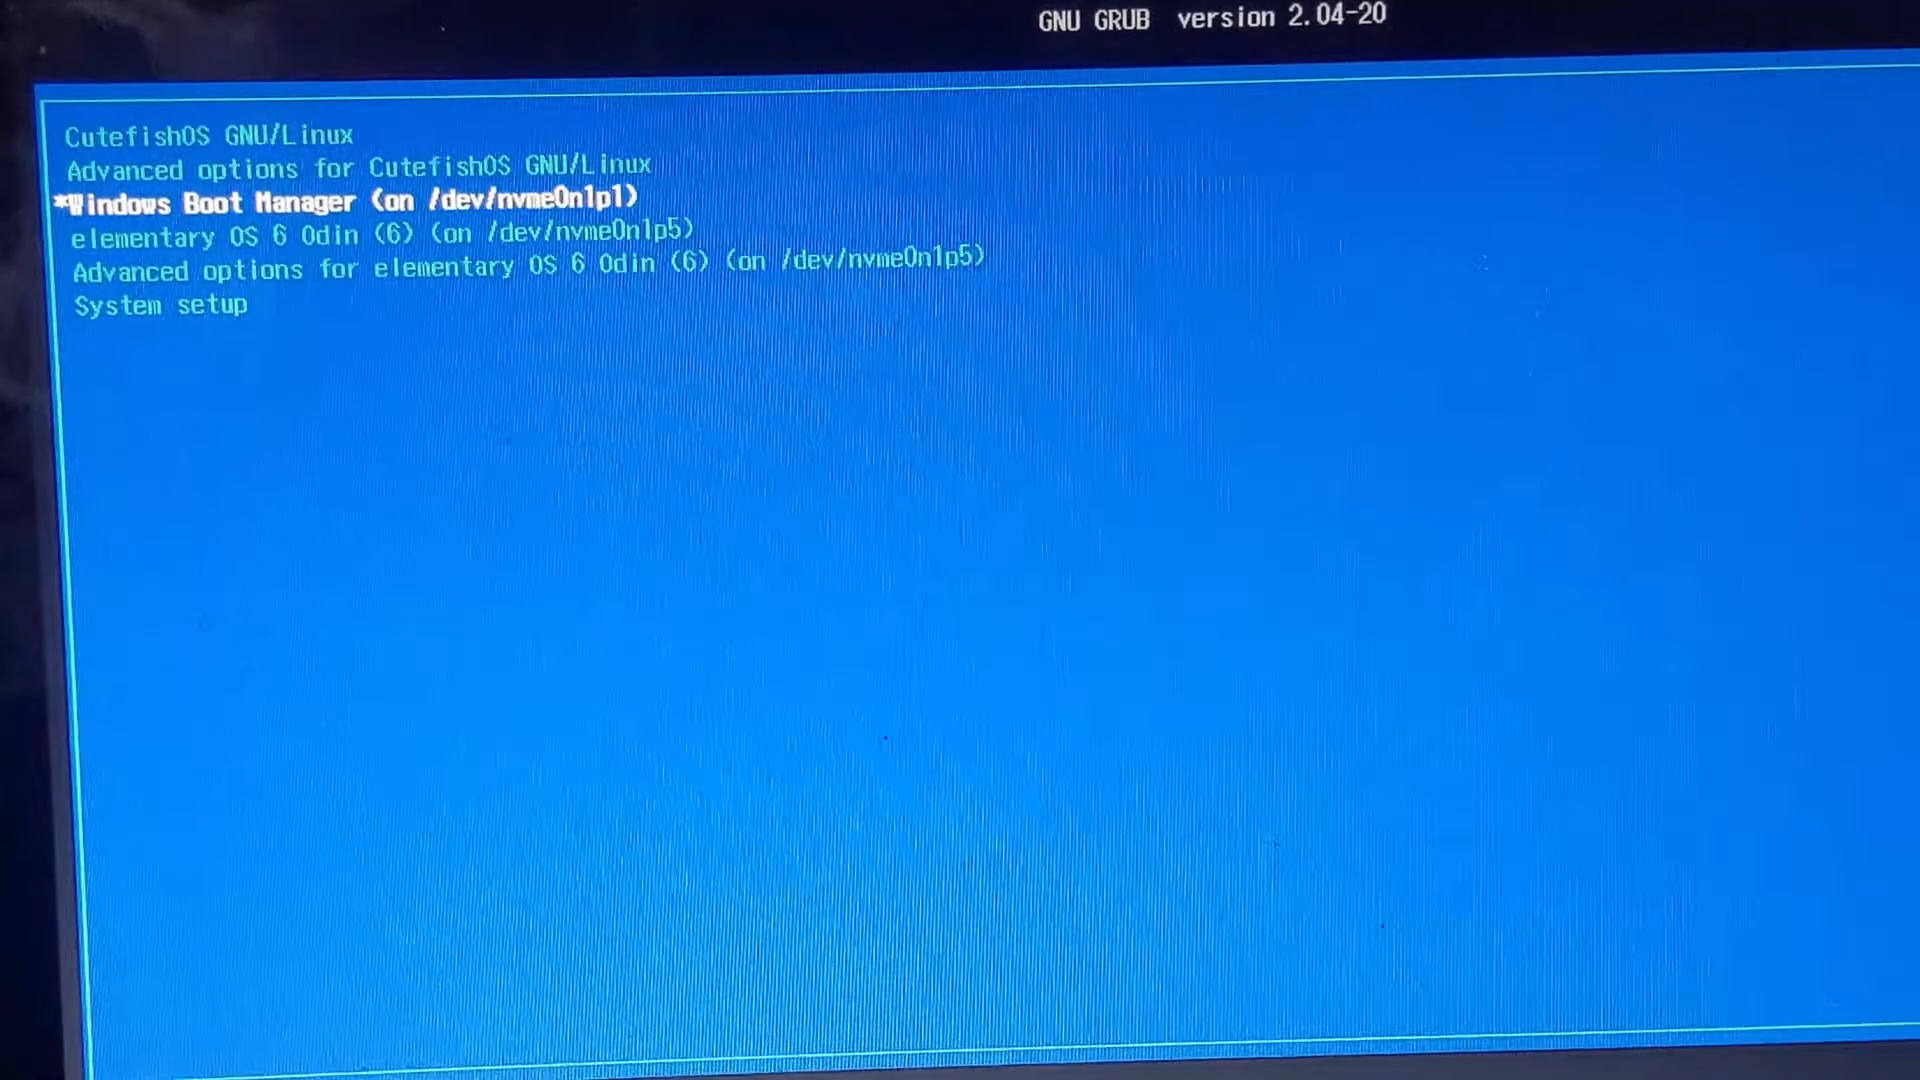 GNU GRUB version 2.04-20
CutefishOS GNU/Linux
Advanced options for CutefishOS GNU/Linux
*Windows Boot Manager (on /dev/nvme0n1p1)
elementary OS 6 Odin (6) (on /dev/nvme0n1p5)
Advanced options for elementary OS 6 Odin (6) (on /dev/nvme0n1p5)
System setup